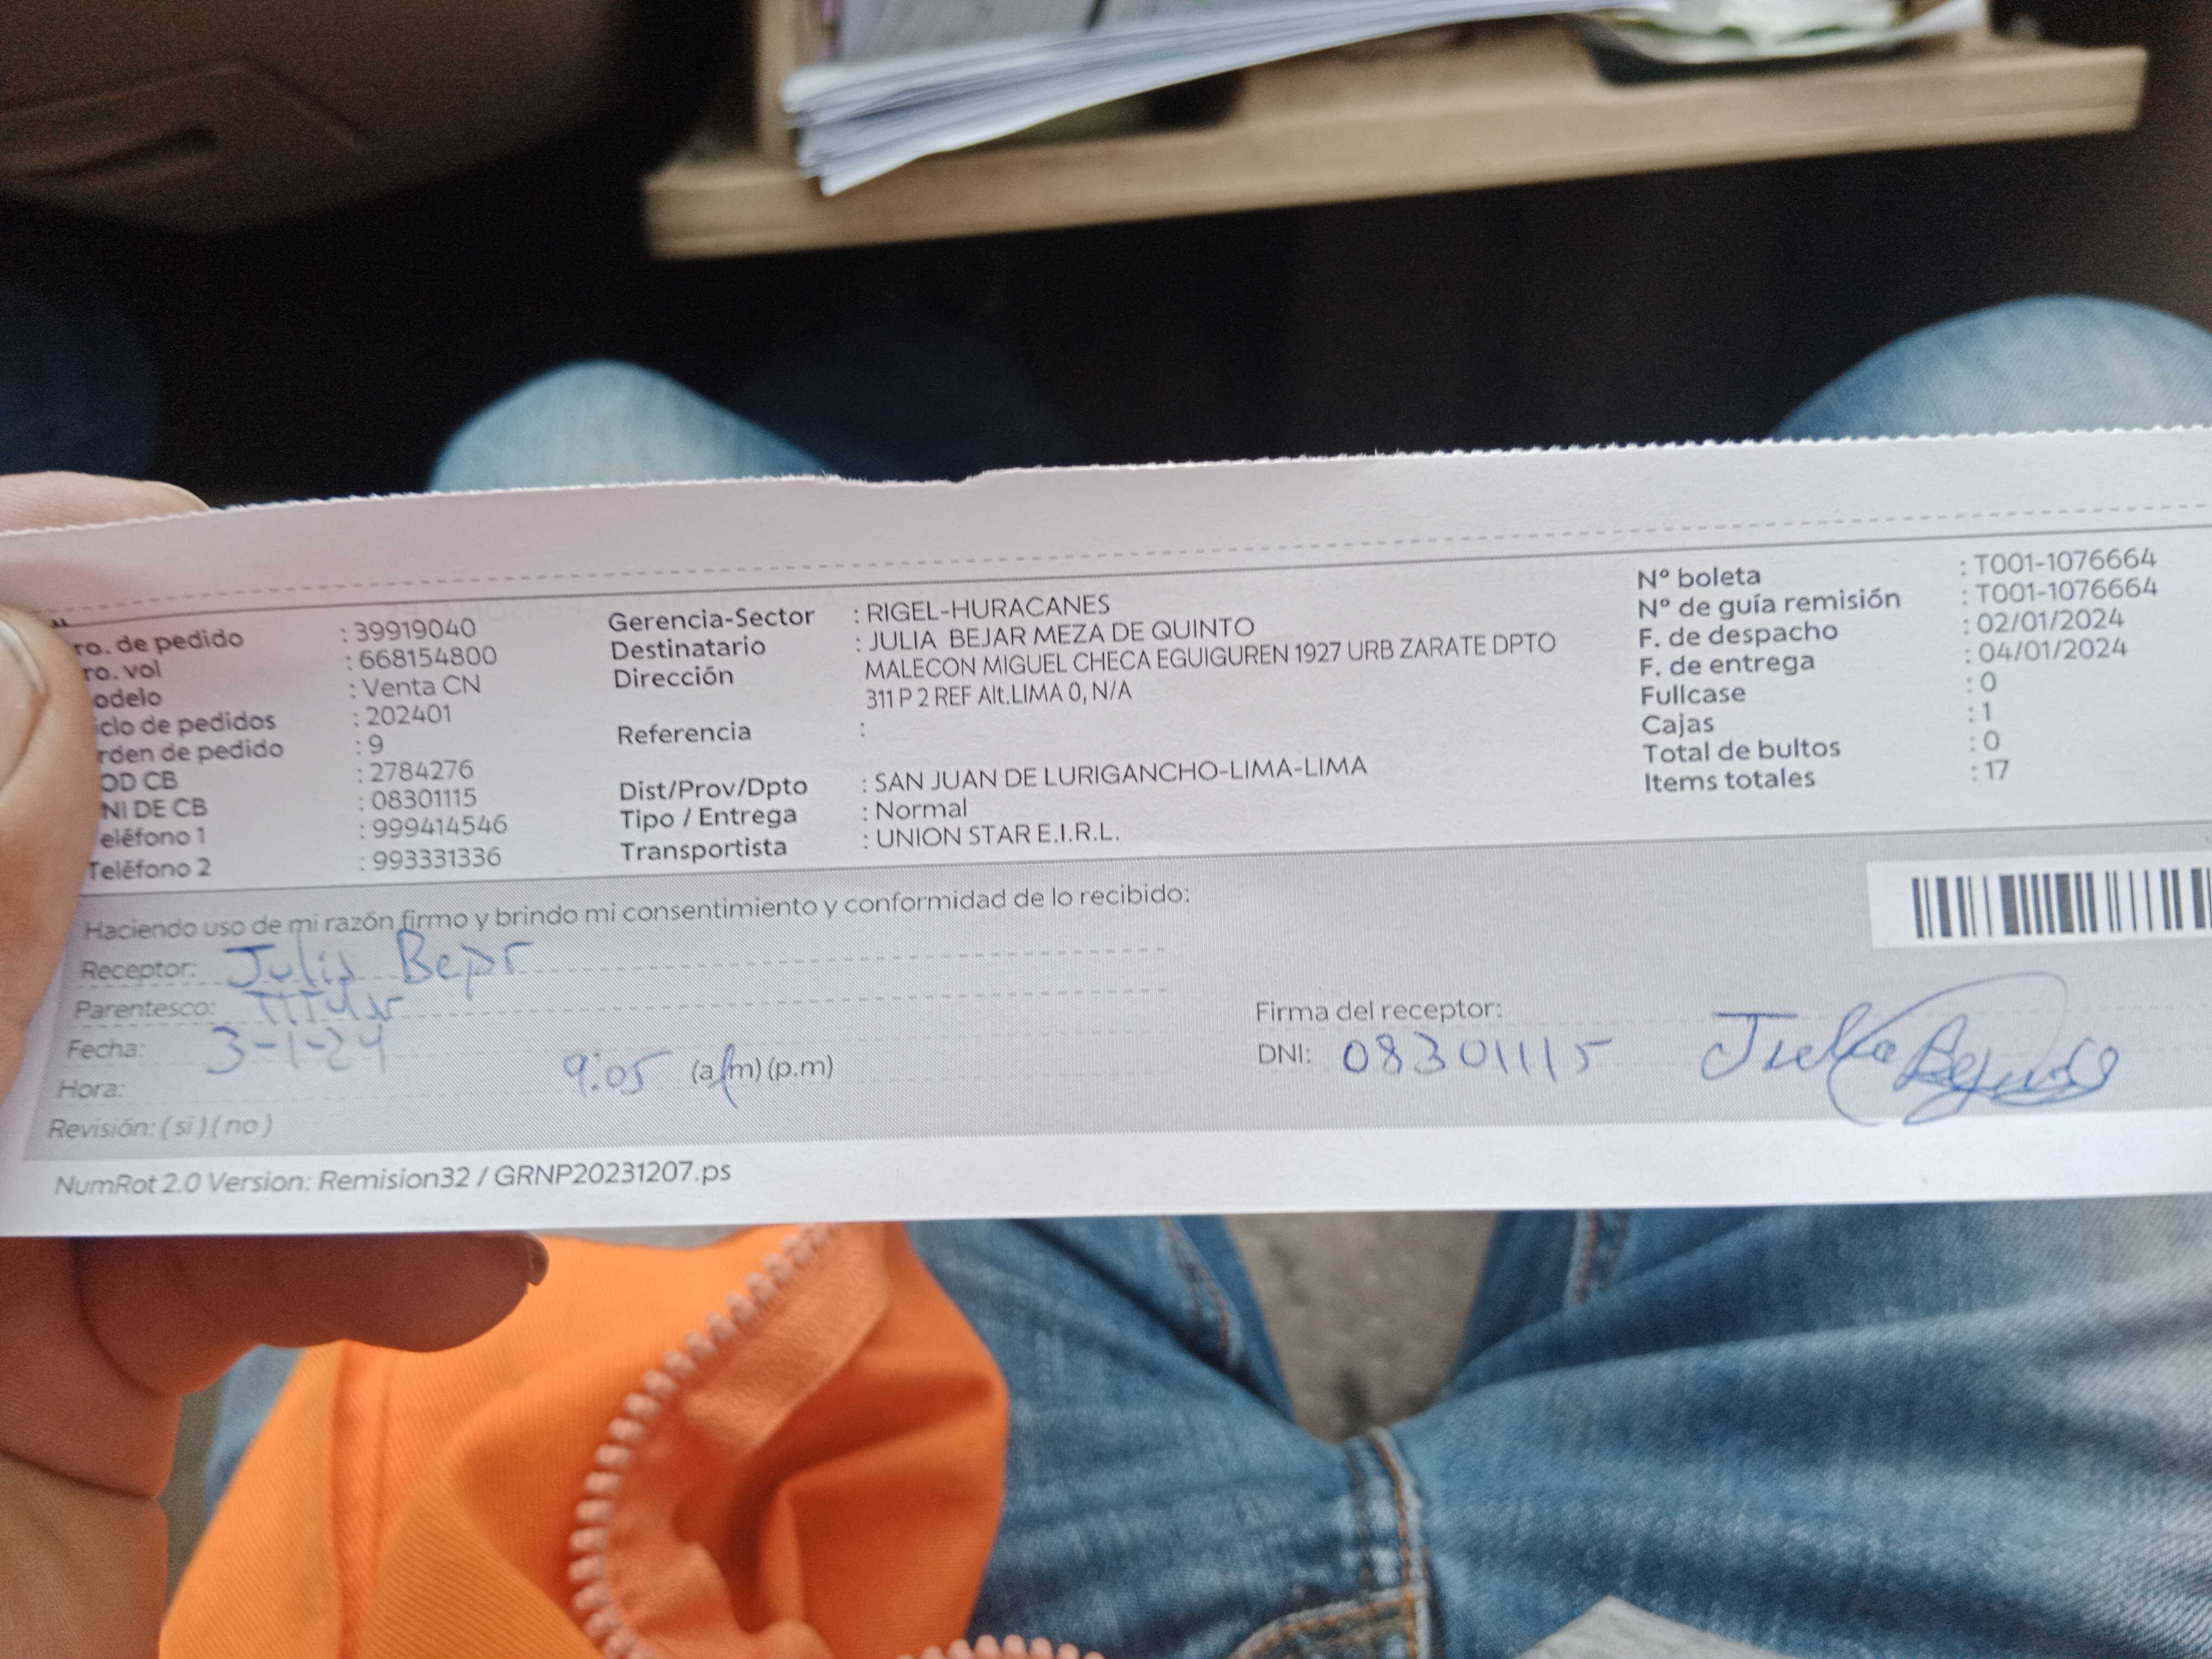 ro. de pedido : 39919040
ro. vol : 668154800
odelo : Venta CN
iclo de pedidos : 202401
rden de pedido : 9
OD CB : 2784276
NI DE CB : 08301115
eléfono 1 : 999414546
Teléfono 2 : 993331336
Gerencia-Sector : RIGEL-HURACANES
Destinatario : JULIA BEJAR MEZA DE QUINTO
Dirección MALECON MIGUEL CHECA EGUIGUREN 1927 URB ZARATE DPTO
311 P 2 REF Alt.LIMA 0, N/A
Referencia :
Dist/Prov/Dpto : SAN JUAN DE LURIGANCHO-LIMA-LIMA
Tipo / Entrega : Normal
Transportista : UNION STAR E.I.R.L.
Nº boleta : T001-1076664
Nº de guía remisión : T001-1076664
F. de despacho : 02/01/2024
F. de entrega : 04/01/2024
Fullcase : 0
Cajas : 1
Total de bultos : 0
Items totales : 17
Haciendo uso de mi razón firmo y brindo mi consentimiento y conformidad de lo recibido:
Receptor: Julia Bejar
Parentesco:
Fecha: 3-1-24
Hora: 9:05 (a/m) (p.m)
Revisión: ( si ) ( no )
Firma del receptor:
DNI: 08301115
NumRot 2.0 Version: Remision32 / GRNP20231207.ps